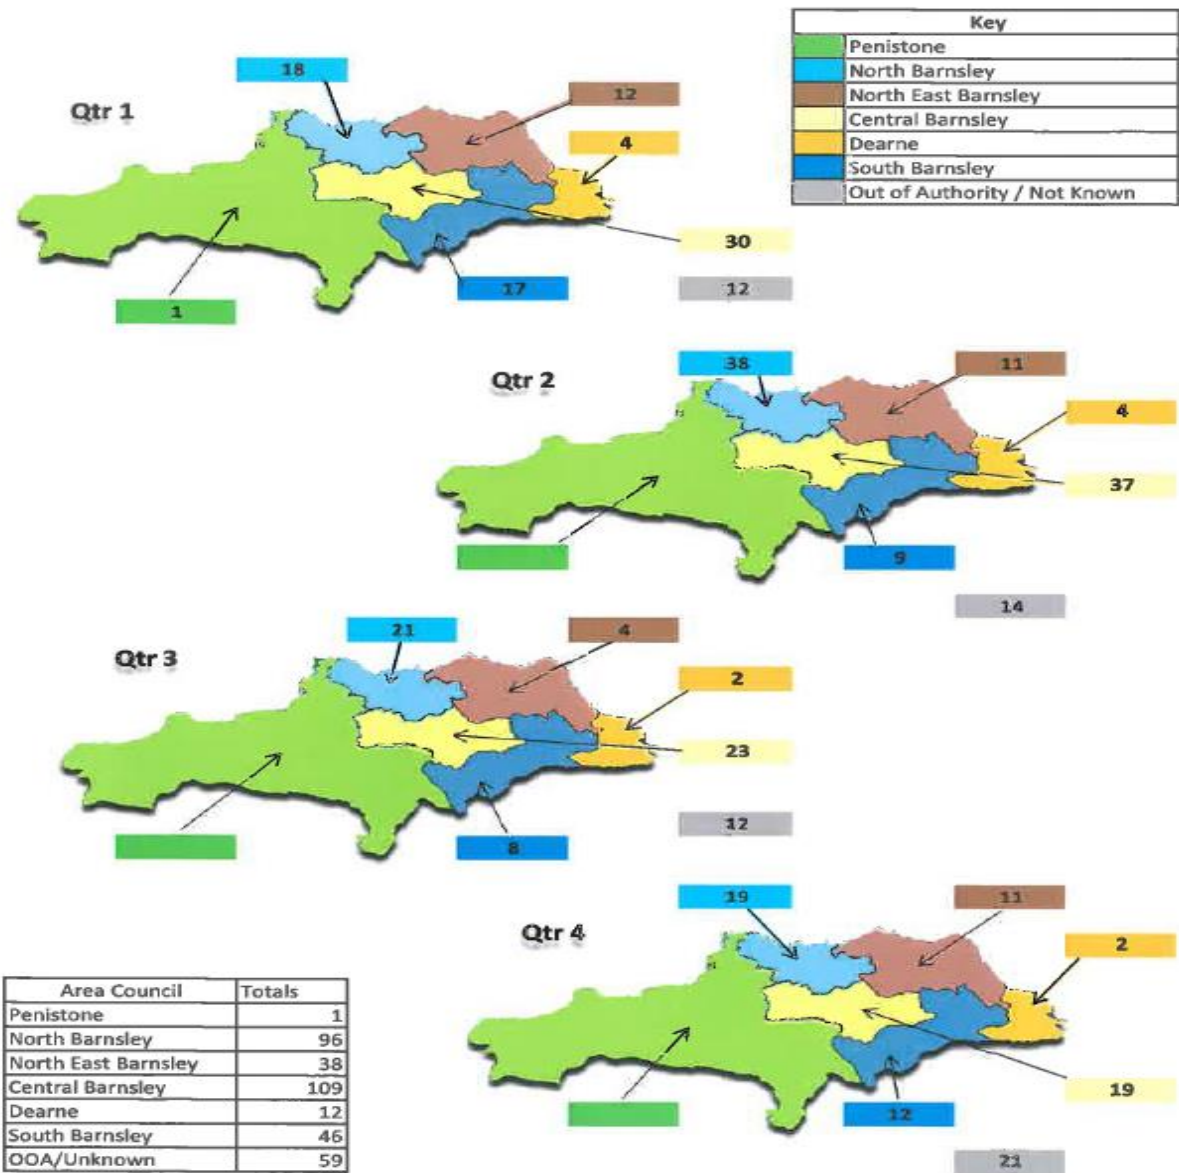 Key
Penistone
North Barnsley
North East Barnsley
Central Barnsley
Dearne
South Barnsley
Out of Authority / Not Known
Qtr 1
18
12
4
30
17
12
1
Qtr 2
38
11
4
37
9
14
Qtr 3
21
4
2
23
12
8
Qtr 4
19
11
2
19
12
21
Area Council Totals
Penistone 1
North Barnsley 96
North East Barnsley 38
Central Barnsley 109
Dearne 12
South Barnsley 46
OOA/Unknown 59